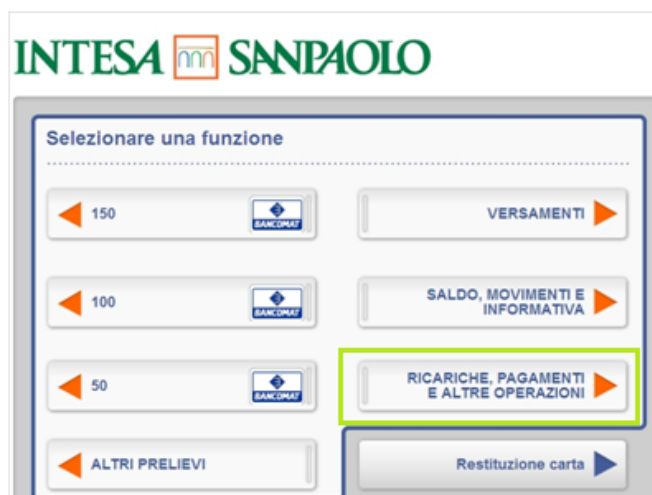 INTESA SANPAOLO
Selezionare una funzione
150
BANCOMAT
VERSAMENTI
100
BANCOMAT
SALDO, MOVIMENTI E
INFORMATIVA
50
BANCOMAT
RICARICHE, PAGAMENTI
E ALTRE OPERAZIONI
ALTRI PRELIEVI
Restituzione carta